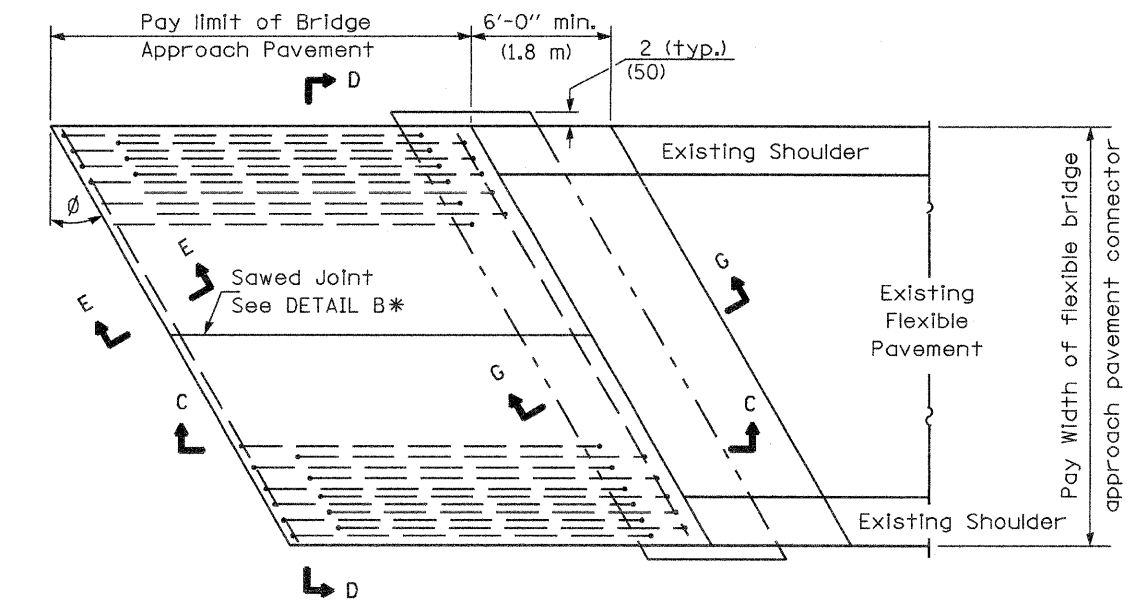 Pay limit of Bridge
Approach Pavement
6'-0" min.
(1.8 m)
2 (typ.)
(50)
D
Existing Shoulder
Ø
E
E
Sawed Joint
See DETAIL B*
G
Existing
Flexible
Pavement
G
C
C
Existing Shoulder
D
Pay Width of flexible bridge
approach pavement connector